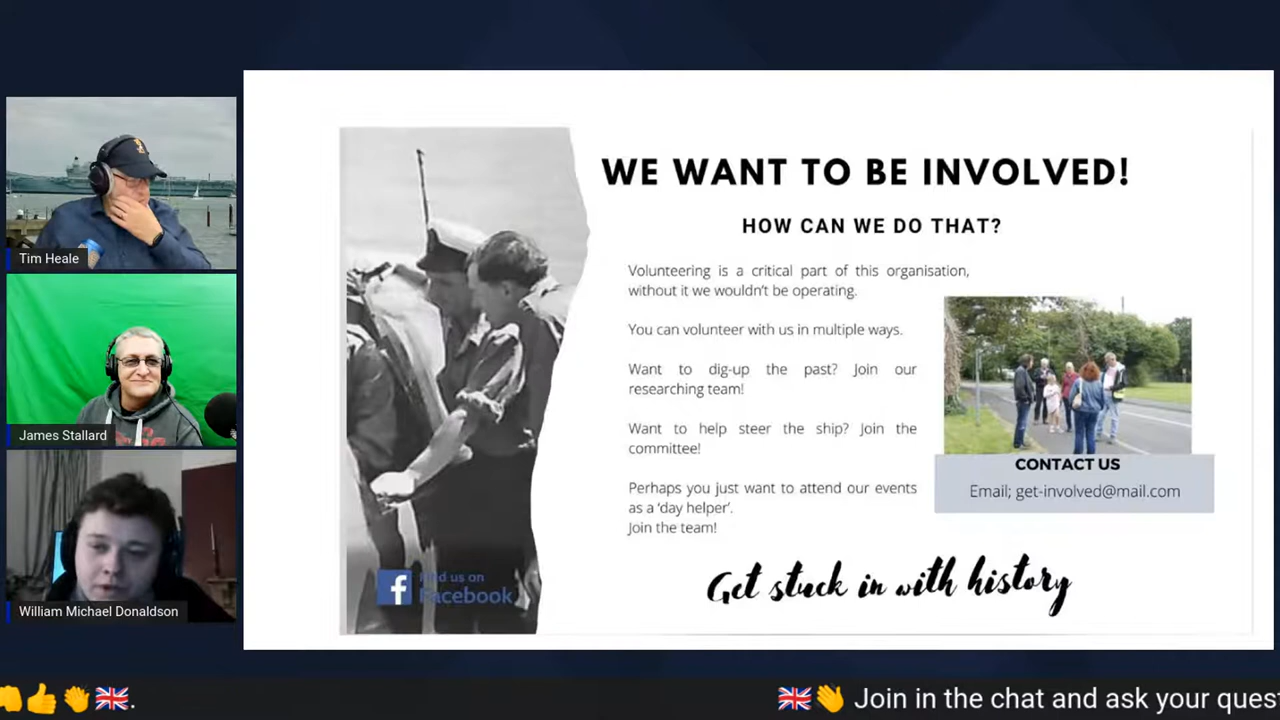 Tim Heale
James Stallard
William Michael Donaldson
WE WANT TO BE INVOLVED!
HOW CAN WE DO THAT?
Volunteering is a critical part of this organisation,
without it we wouldn't be operating.
You can volunteer with us in multiple ways.
Want to dig-up the past? Join our
researching team!
Want to help steer the ship? Join the
committee!
Perhaps you just want to attend our events
as a 'day helper'.
Join the team!
CONTACT US
Email; get-involved@mail.com
Get stuck in with history
f Find us on
Facebook
👍👏🇬🇧.
🇬🇧👋 Join in the chat and ask your ques